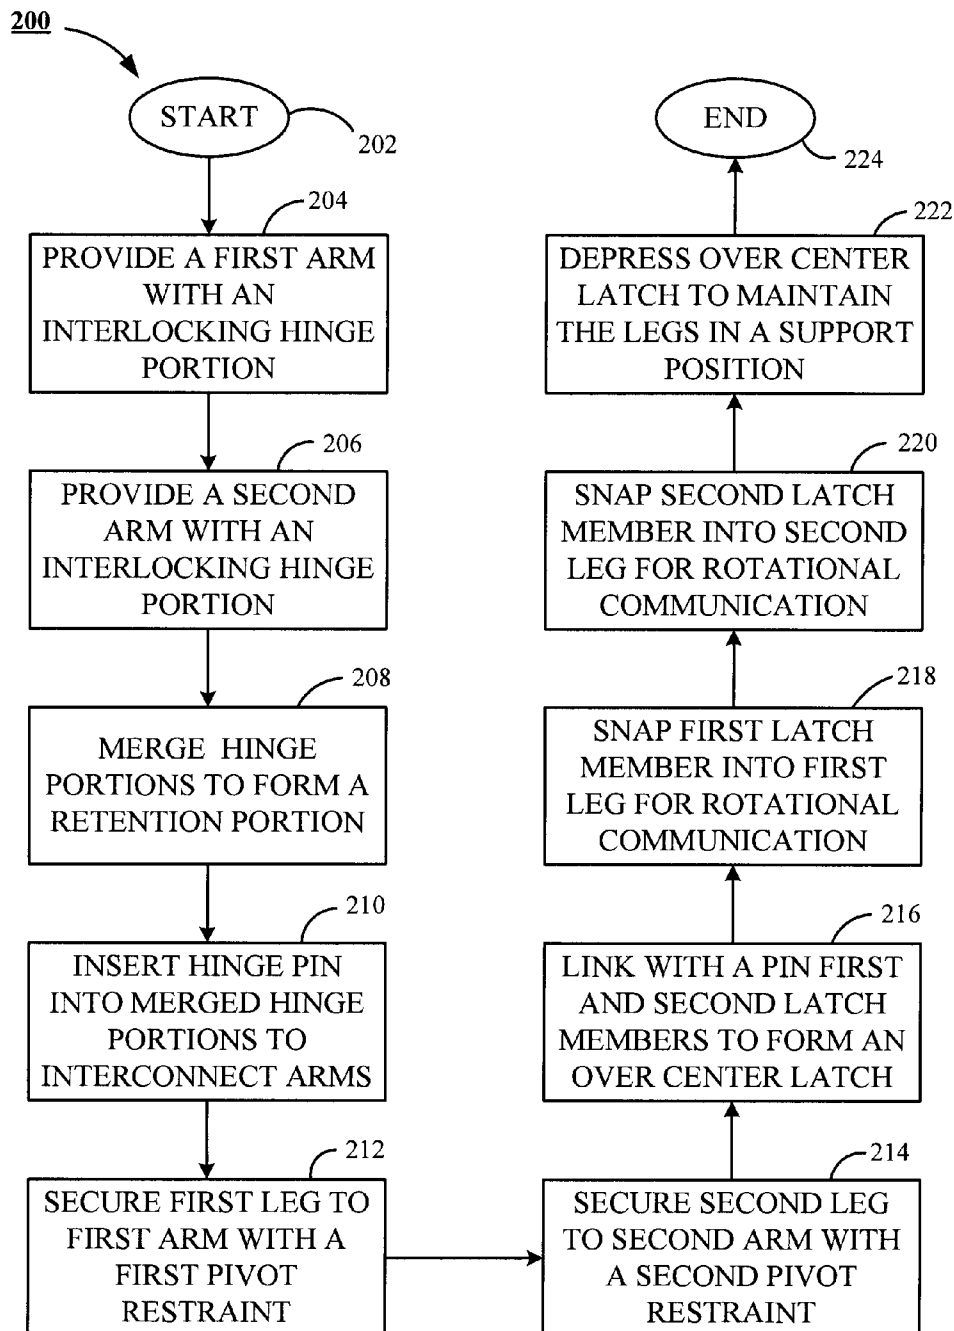 200
START
202
204
PROVIDE A FIRST ARM
WITH AN
INTERLOCKING HINGE
PORTION
206
PROVIDE A SECOND
ARM WITH AN
INTERLOCKING HINGE
PORTION
208
MERGE HINGE
PORTIONS TO FORM A
RETENTION PORTION
210
INSERT HINGE PIN
INTO MERGED HINGE
PORTIONS TO
INTERCONNECT ARMS
212
SECURE FIRST LEG TO
FIRST ARM WITH A
FIRST PIVOT
RESTRAINT
214
SECURE SECOND LEG
TO SECOND ARM WITH
A SECOND PIVOT
RESTRAINT
216
LINK WITH A PIN FIRST
AND SECOND LATCH
MEMBERS TO FORM AN
OVER CENTER LATCH
218
SNAP FIRST LATCH
MEMBER INTO FIRST
LEG FOR ROTATIONAL
COMMUNICATION
220
SNAP SECOND LATCH
MEMBER INTO SECOND
LEG FOR ROTATIONAL
COMMUNICATION
222
DEPRESS OVER CENTER
LATCH TO MAINTAIN
THE LEGS IN A SUPPORT
POSITION
END
224